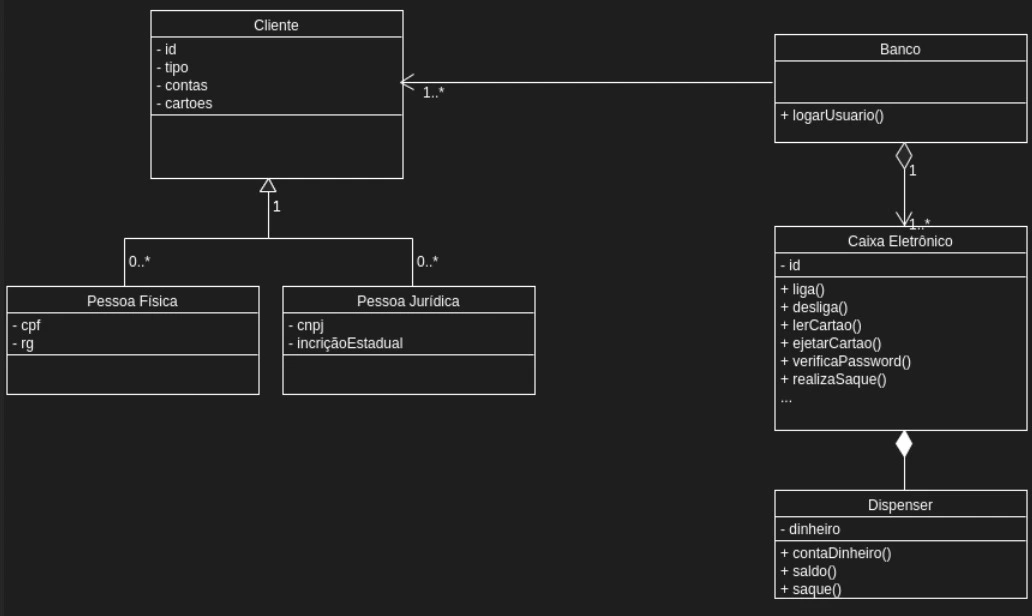 Cliente
- id
- tipo
- contas
- cartoes
1..*
Banco
+ logarUsuario()
1
1..*
1
0..*
0..*
Pessoa Física
- cpf
- rg
Pessoa Jurídica
- cnpj
- incriçãoEstadual
Caixa Eletrônico
- id
+ liga()
+ desliga()
+ lerCartao()
+ ejetarCartao()
+ verificaPassword()
+ realizaSaque()
...
Dispenser
- dinheiro
+ contaDinheiro()
+ saldo()
+ saque()